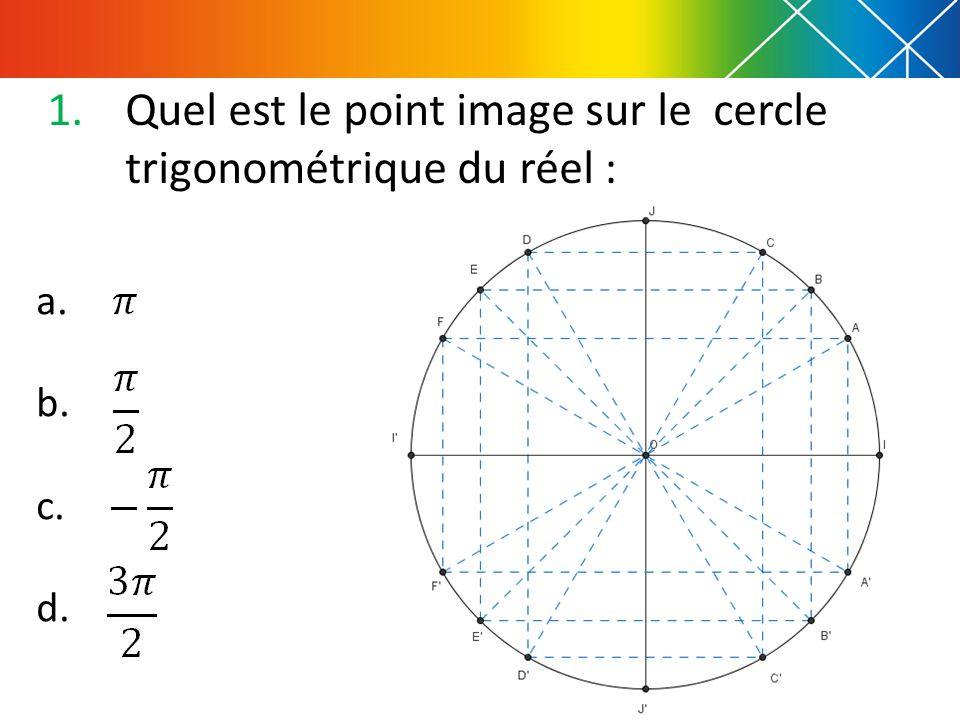 1. Quel est le point image sur le cercle
trigonométrique du réel :
a. π
b. π/2
c. −π/2
d. 3π/2
J
D
C
E
B
F
A
I'
O
I
F'
A'
E'
B'
D'
C'
J'